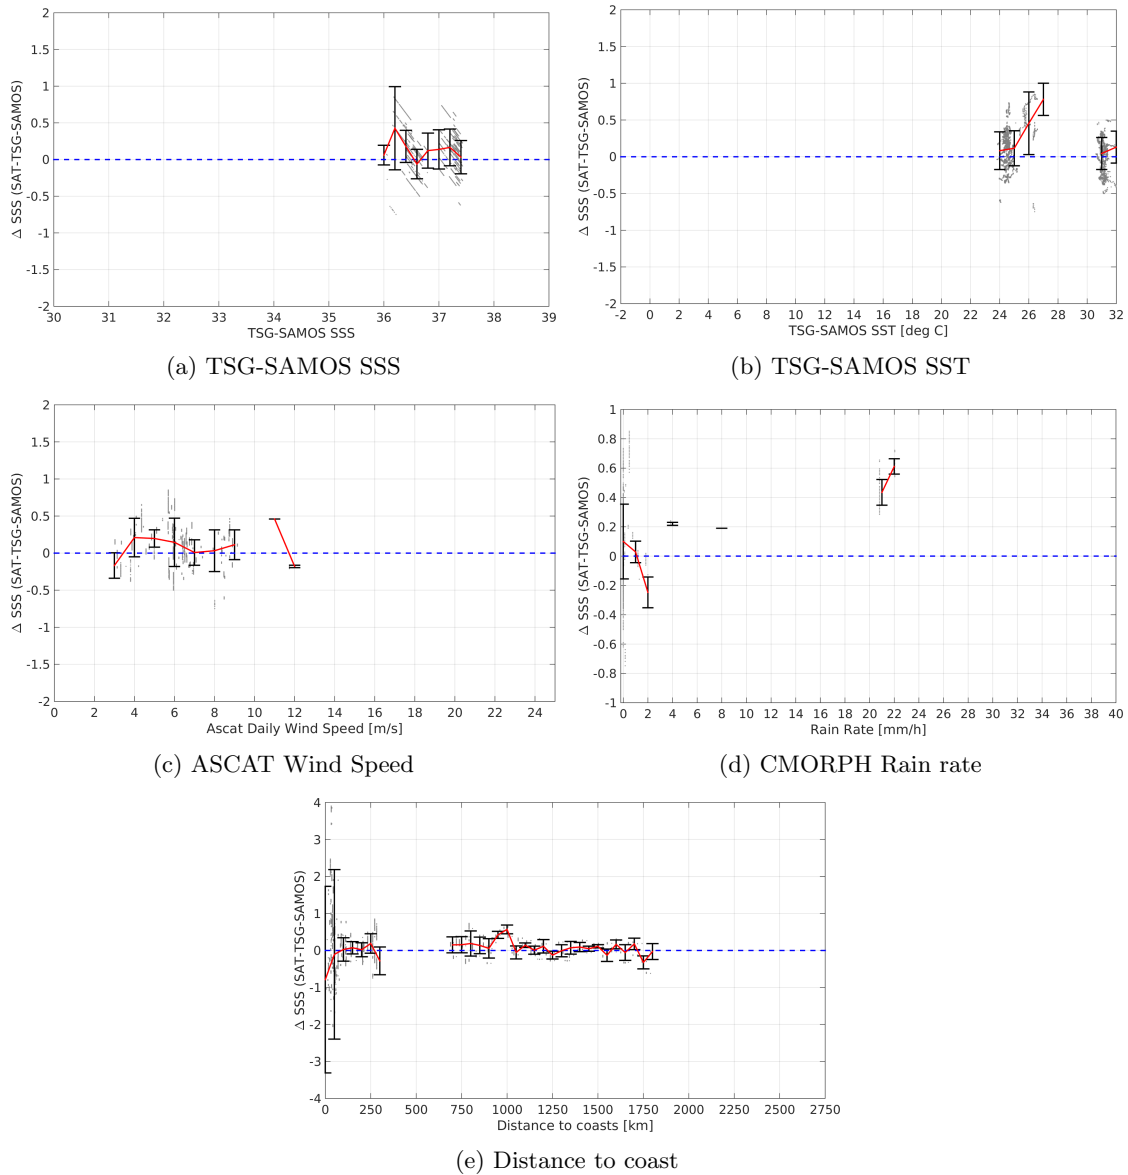 2
1.5
1
0.5
0
-0.5
-1
-1.5
-2
Δ SSS (SAT-TSG-SAMOS)
30 31 32 33 34 35 36 37 38 39
TSG-SAMOS SSS
(a) TSG-SAMOS SSS
2
1.5
1
0.5
0
-0.5
-1
-1.5
-2
Δ SSS (SAT-TSG-SAMOS)
-2 0 2 4 6 8 10 12 14 16 18 20 22 24 26 28 30 32
TSG-SAMOS SST [deg C]
(b) TSG-SAMOS SST
2
1.5
1
0.5
0
-0.5
-1
-1.5
-2
Δ SSS (SAT-TSG-SAMOS)
0 2 4 6 8 10 12 14 16 18 20 22 24
Ascat Daily Wind Speed [m/s]
(c) ASCAT Wind Speed
1
0.8
0.6
0.4
0.2
0
-0.2
-0.4
-0.6
-0.8
-1
Δ SSS (SAT-TSG-SAMOS)
0 2 4 6 8 10 12 14 16 18 20 22 24 26 28 30 32 34 36 38 40
Rain Rate [mm/h]
(d) CMORPH Rain rate
4
3
2
1
0
-1
-2
-3
-4
Δ SSS (SAT-TSG-SAMOS)
0 250 500 750 1000 1250 1500 1750 2000 2250 2500 2750
Distance to coasts [km]
(e) Distance to coast